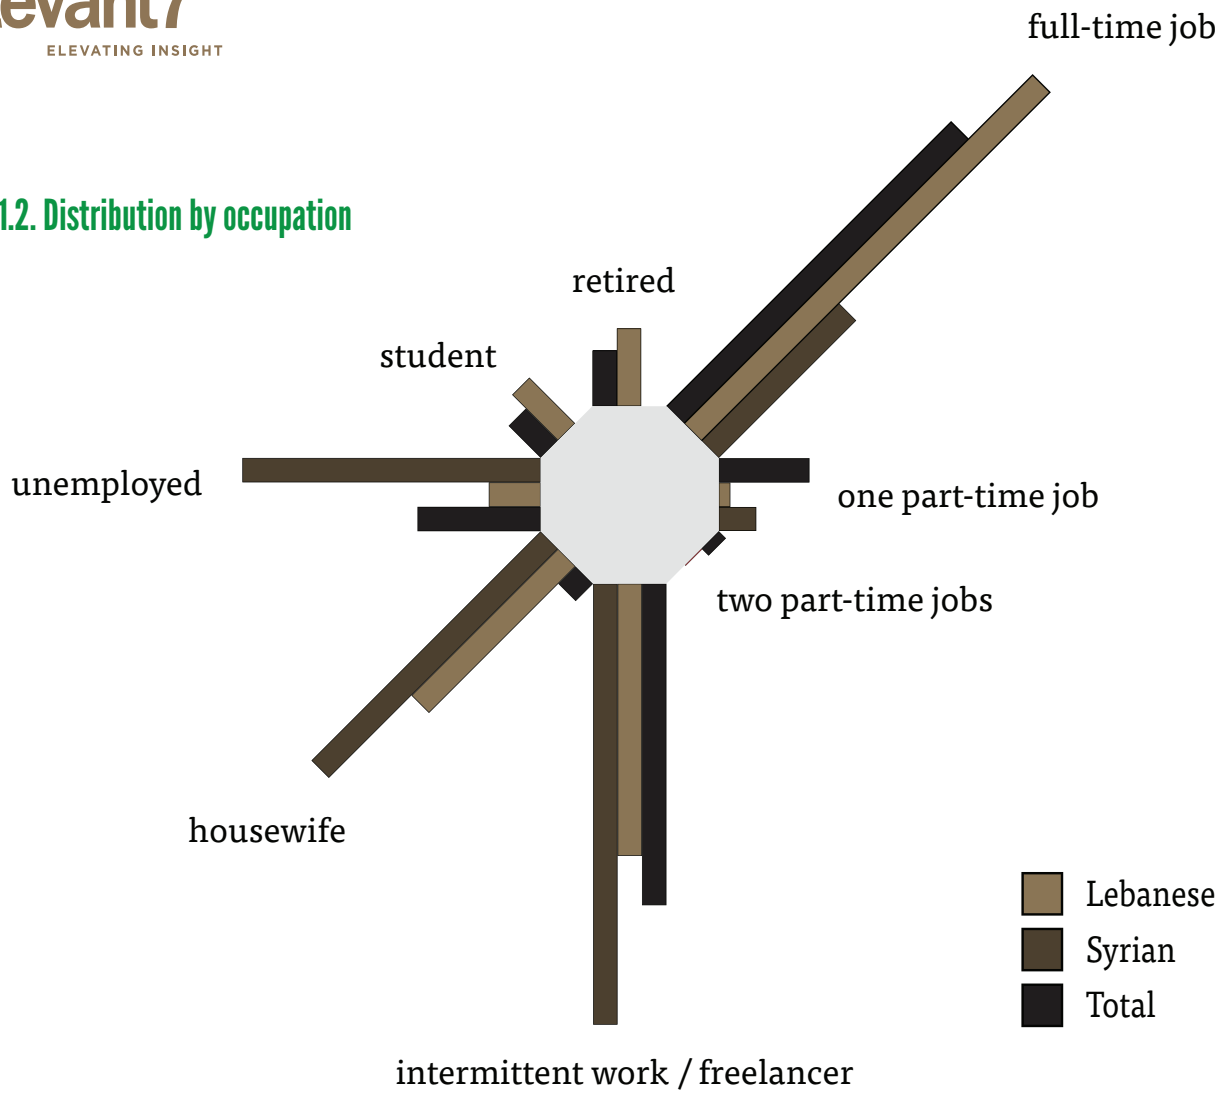 ELEVATING INSIGHT
full-time job
1.2. Distribution by occupation
retired
student
unemployed
one part-time job
two part-time jobs
housewife
Lebanese
Syrian
Total
intermittent work / freelancer